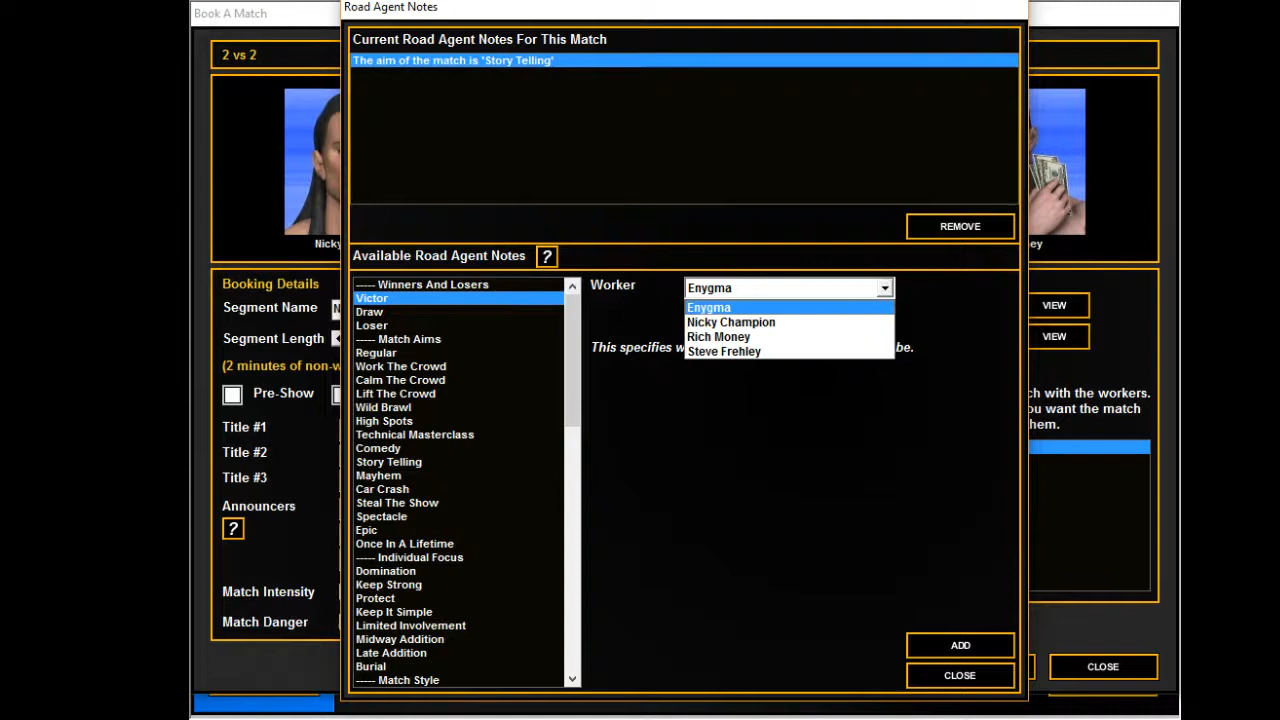 Book A Match
Road Agent Notes
2 vs 2
Current Road Agent Notes For This Match
The aim of the match is 'Story Telling'
REMOVE
Nicky
ey
Available Road Agent Notes ?
Booking Details
Segment Name N
Segment Length <
(2 minutes of non-w
Pre-Show
Title #1
Title #2
Title #3
Announcers
?
Match Intensity
Match Danger
----- Winners And Losers
Victor
Draw
Loser
----- Match Aims
Regular
Work The Crowd
Calm The Crowd
Lift The Crowd
Wild Brawl
High Spots
Technical Masterclass
Comedy
Story Telling
Mayhem
Car Crash
Steal The Show
Spectacle
Epic
Once In A Lifetime
----- Individual Focus
Domination
Keep Strong
Protect
Keep It Simple
Limited Involvement
Midway Addition
Late Addition
Burial
----- Match Style
Worker Enygma
Enygma
Nicky Champion
Rich Money
Steve Frehley
This specifies w be.
ADD
CLOSE
VIEW
VIEW
ch with the workers.
ou want the match
hem.
CLOSE